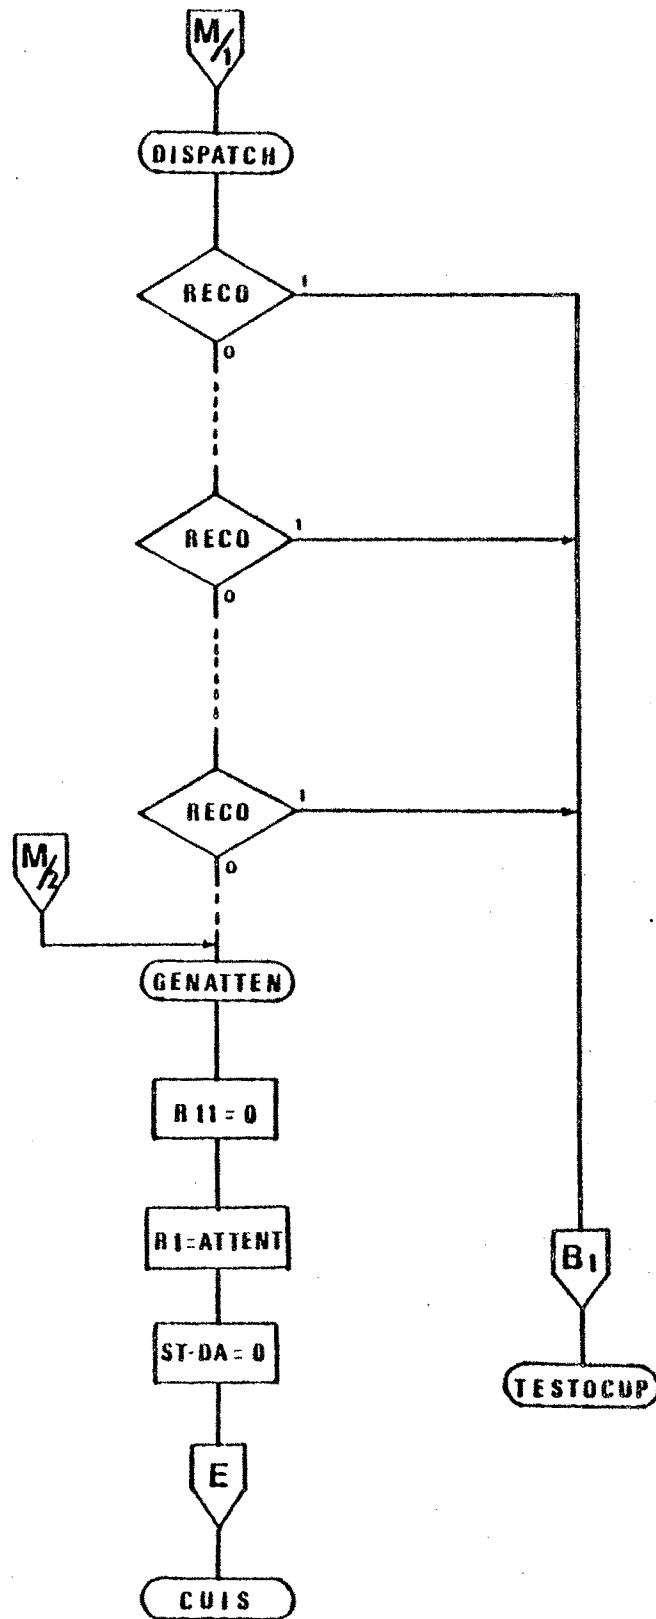 M/1
DISPATCH
RECO
1
0
RECO
1
0
RECO
1
0
M/2
GENATTEN
R11=0
R1=ATTENT
B1
ST-DA=0
TESTOCUP
E
CUIS